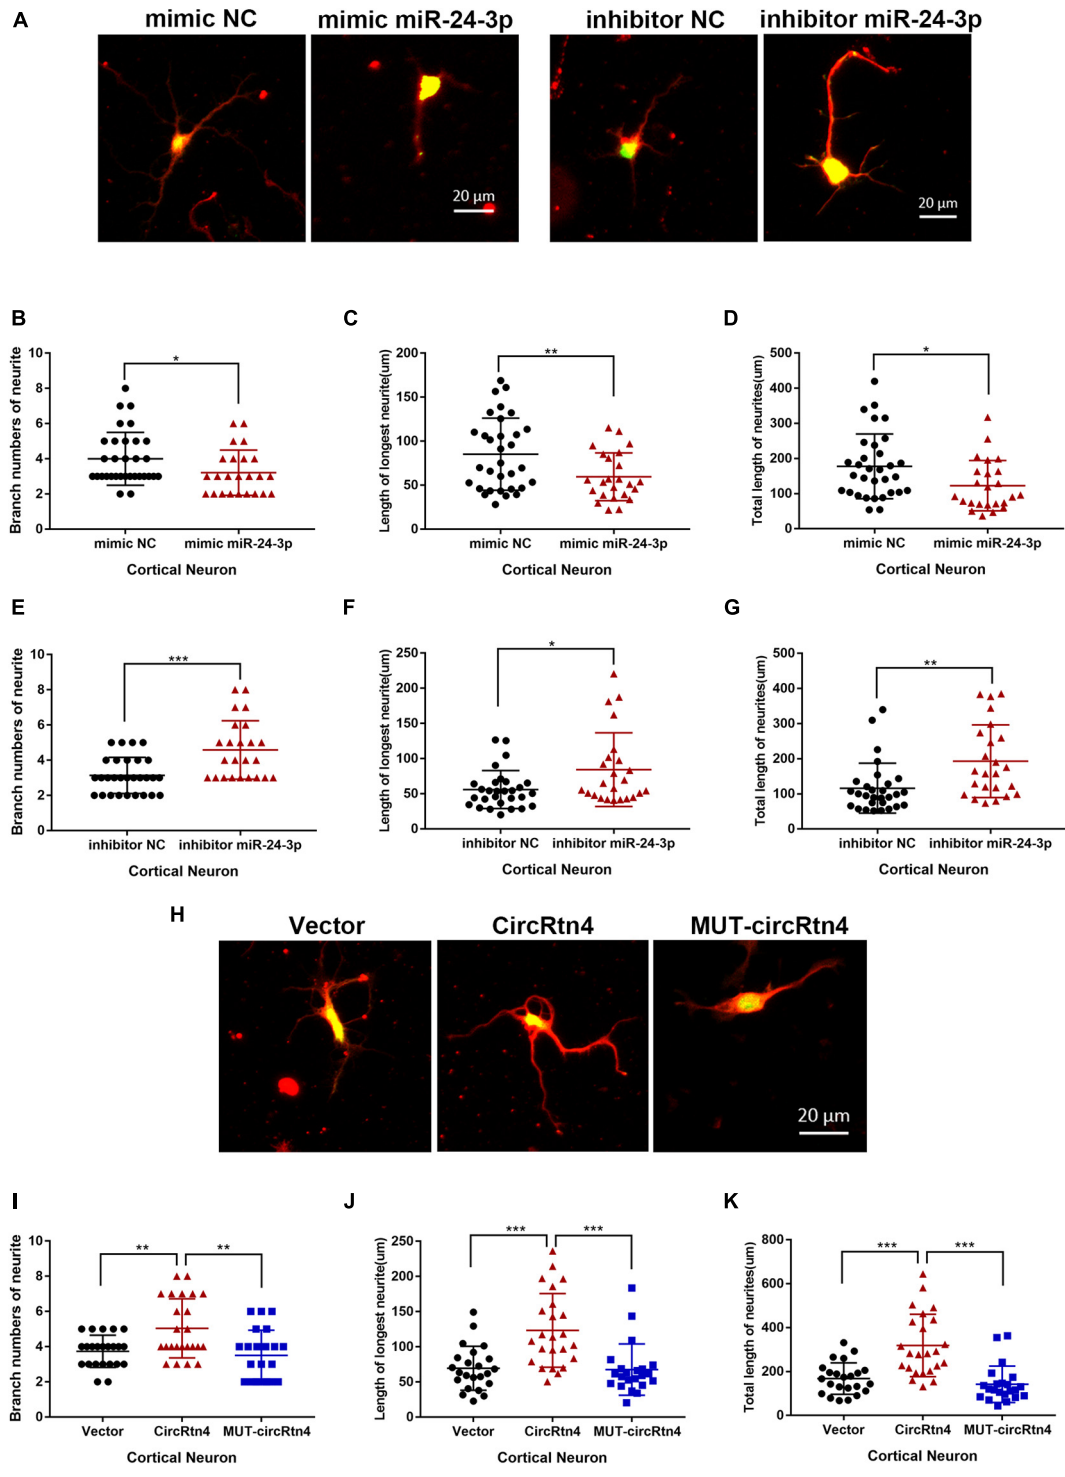 A
mimic NC mimic miR-24-3p inhibitor NC inhibitor miR-24-3p
20 µm
20 µm
B
Branch numbers of neurite
10
8
6
4
2
0
*
mimic NC mimic miR-24-3p
Cortical Neuron
C
Length of longest neurite(um)
200
150
100
50
0
**
mimic NC mimic miR-24-3p
Cortical Neuron
D
Total length of neurites(um)
500
400
300
200
100
0
*
mimic NC mimic miR-24-3p
Cortical Neuron
E
Branch numbers of neurite
10
8
6
4
2
0
***
inhibitor NC inhibitor miR-24-3p
Cortical Neuron
F
Length of longest neurite(um)
250
200
150
100
50
0
*
inhibitor NC inhibitor miR-24-3p
Cortical Neuron
G
Total length of neurites(um)
500
400
300
200
100
0
**
inhibitor NC inhibitor miR-24-3p
Cortical Neuron
H
Vector CircRtn4 MUT-circRtn4
20 µm
I
Branch numbers of neurite
10
8
6
4
2
0
** **
Vector CircRtn4 MUT-circRtn4
Cortical Neuron
J
Length of longest neurite(um)
250
200
150
100
50
0
*** ***
Vector CircRtn4 MUT-circRtn4
Cortical Neuron
K
Total length of neurites(um)
800
600
400
200
0
*** ***
Vector CircRtn4 MUT-circRtn4
Cortical Neuron